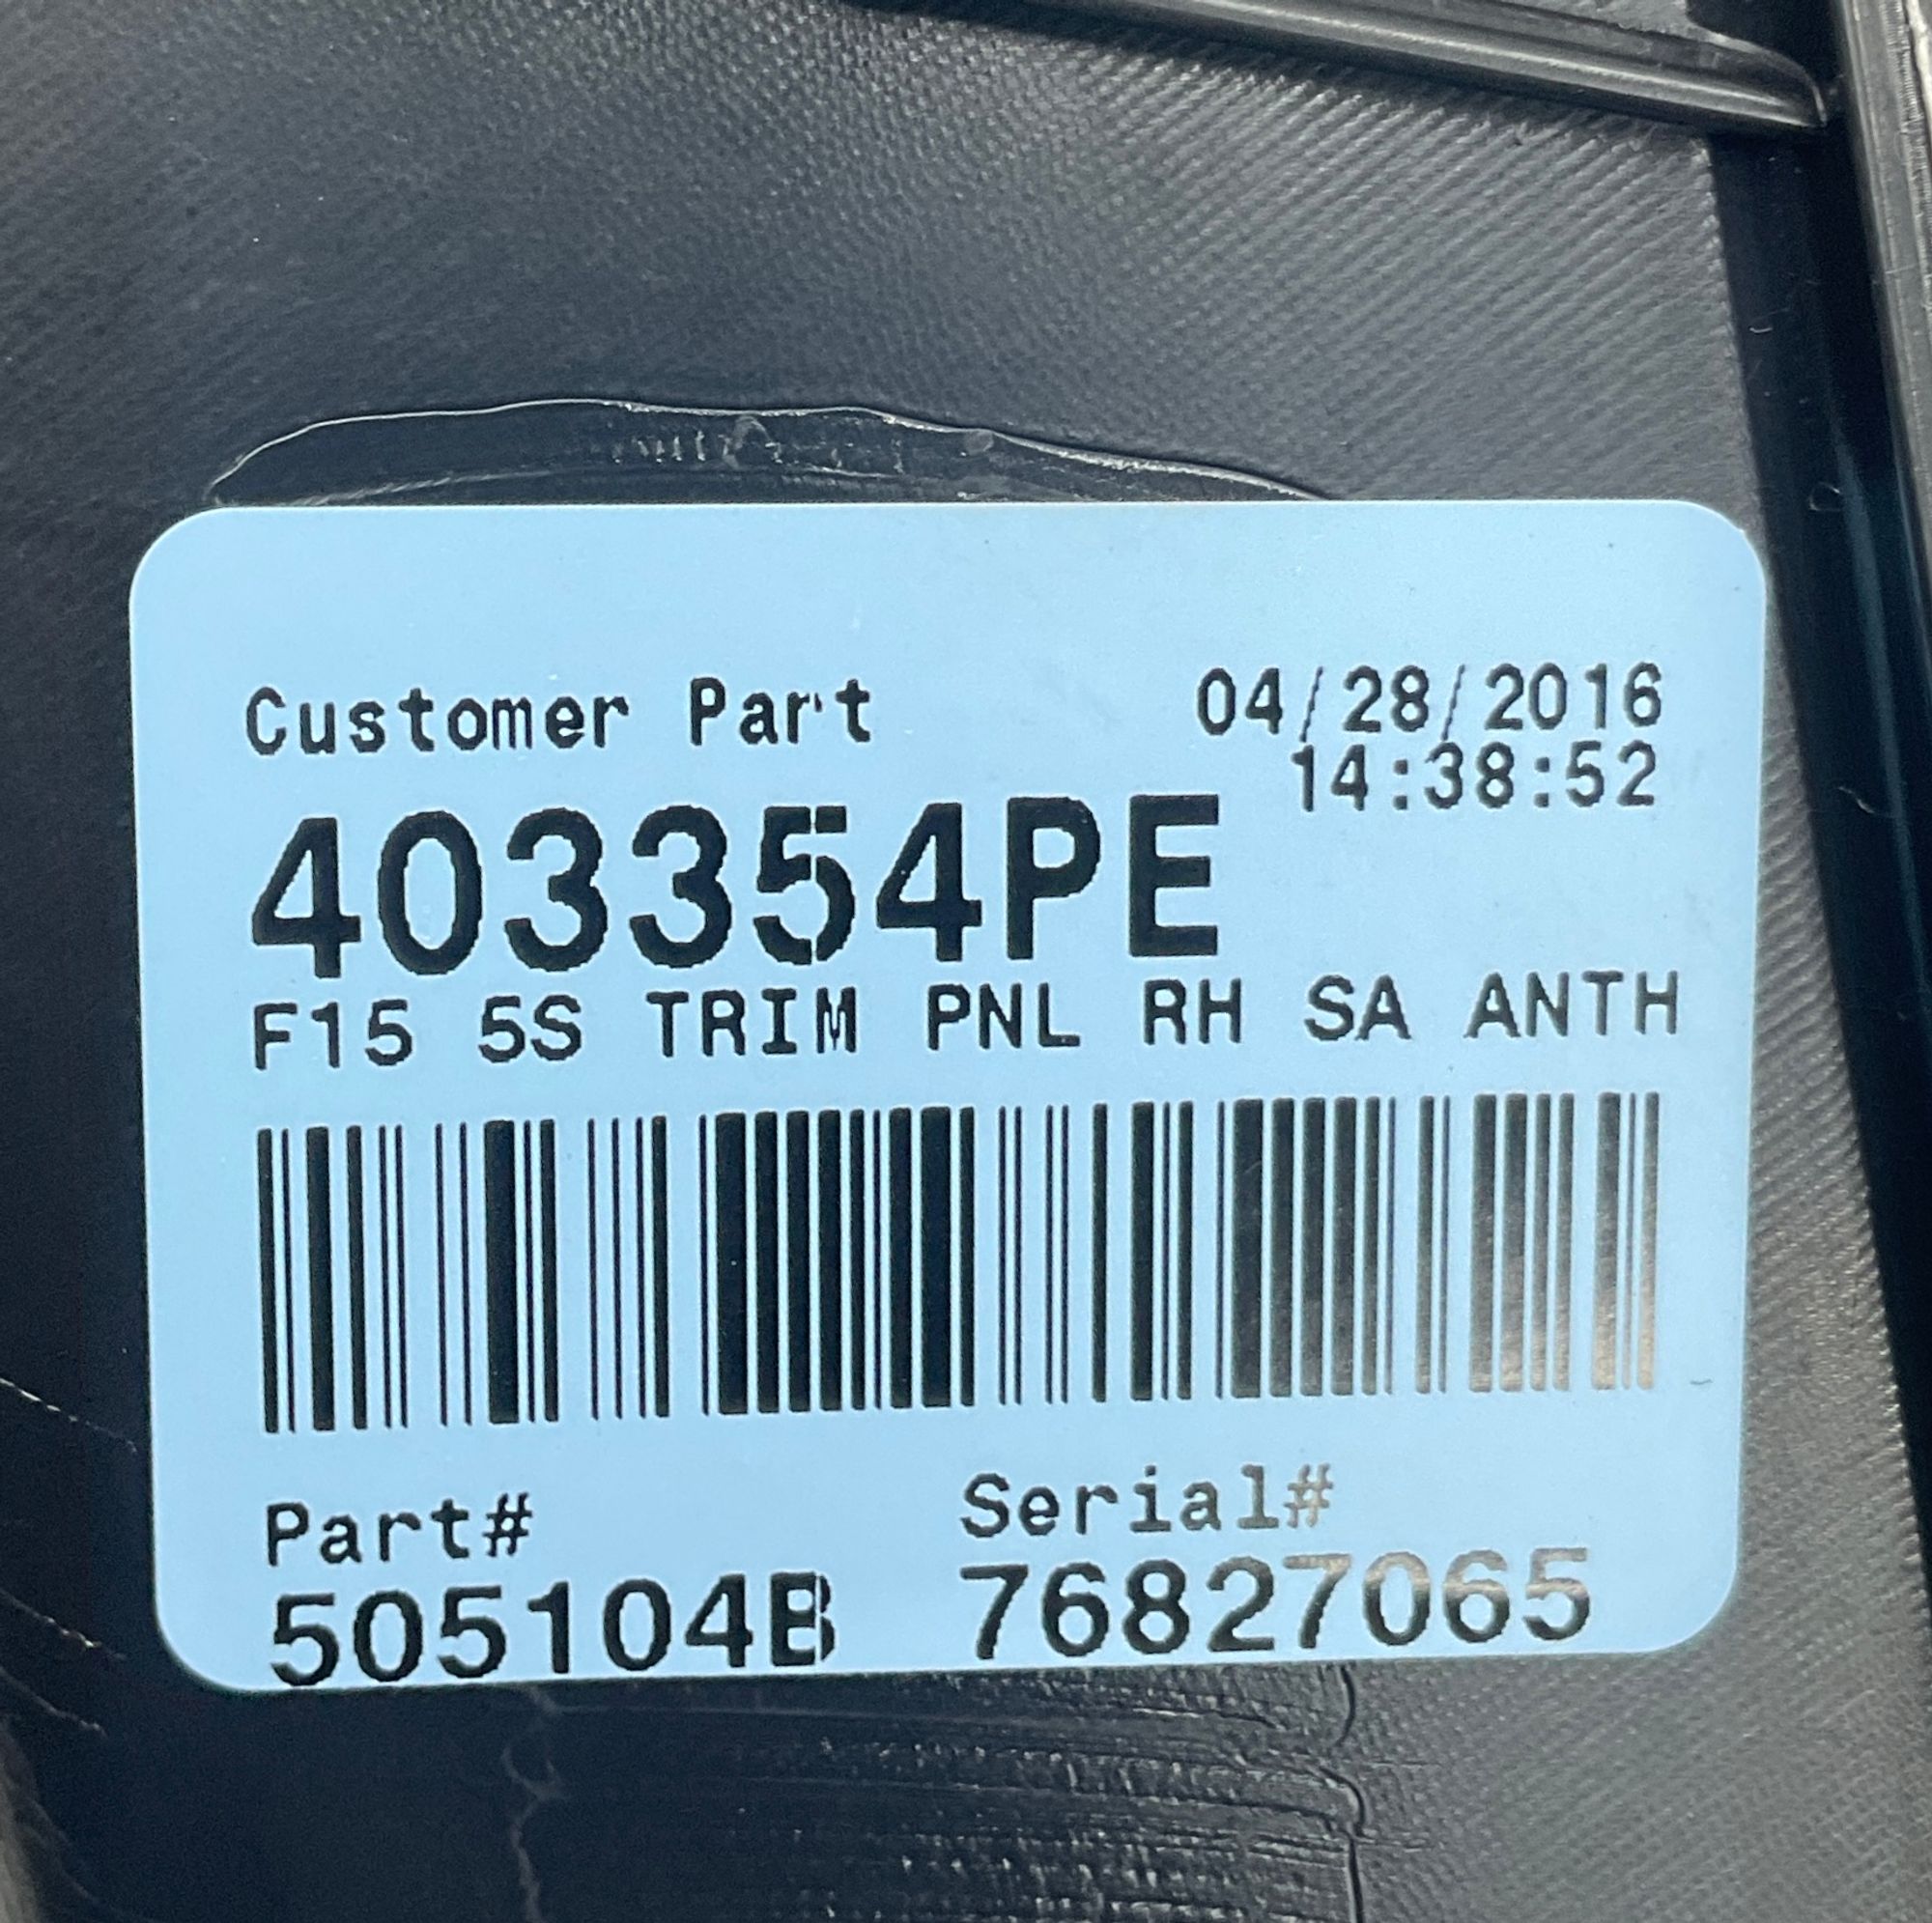 Customer Part 04/28/2016
14:38:52
403354PE
F15 5S TRIM PNL RH SA ANTH
Part# Serial#
505104B 76827065